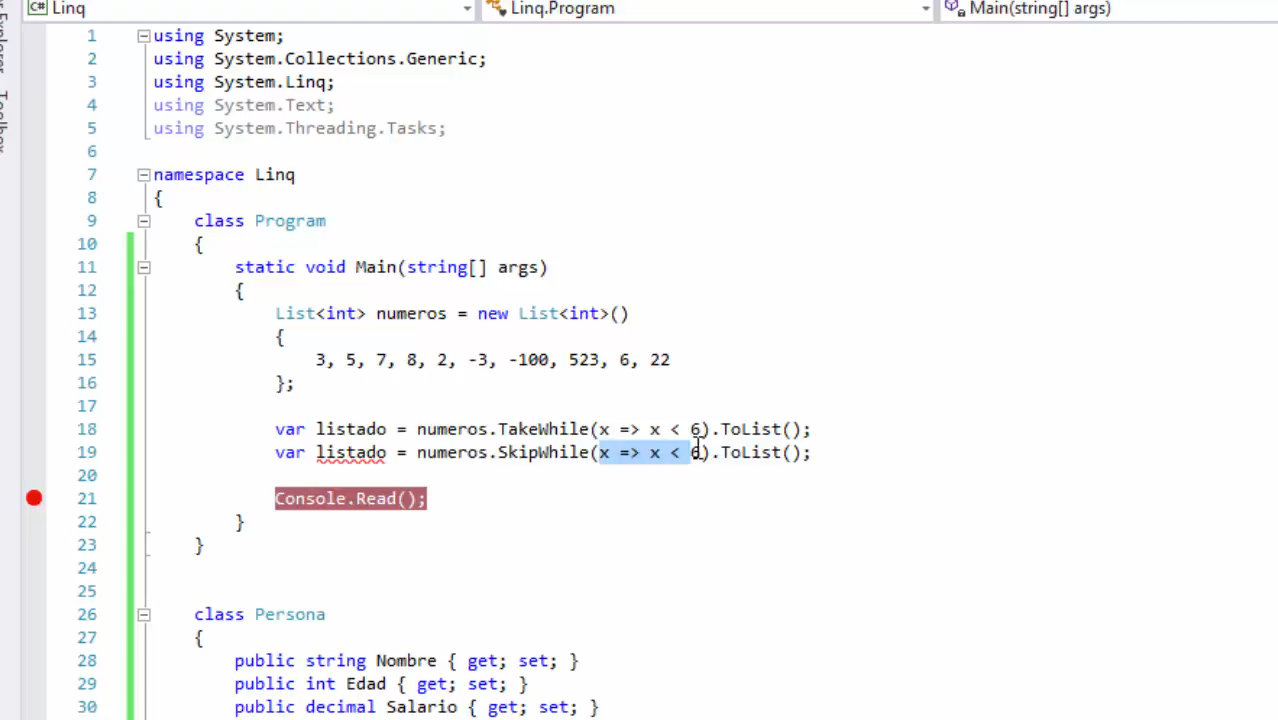 Linq Linq.Program Main(string[] args)
Explorer
Toolbox
1 using System;
2 using System.Collections.Generic;
3 using System.Linq;
4 using System.Text;
5 using System.Threading.Tasks;
6
7 namespace Linq
8 {
9 class Program
10 {
11 static void Main(string[] args)
12 {
13 List<int> numeros = new List<int>()
14 {
15 3, 5, 7, 8, 2, -3, -100, 523, 6, 22
16 };
17
18 var listado = numeros.TakeWhile(x => x < 6).ToList();
19 var listado = numeros.SkipWhile(x => x < 6).ToList();
20
21 Console.Read();
22 }
23 }
24
25
26 class Persona
27 {
28 public string Nombre { get; set; }
29 public int Edad { get; set; }
30 public decimal Salario { get; set; }